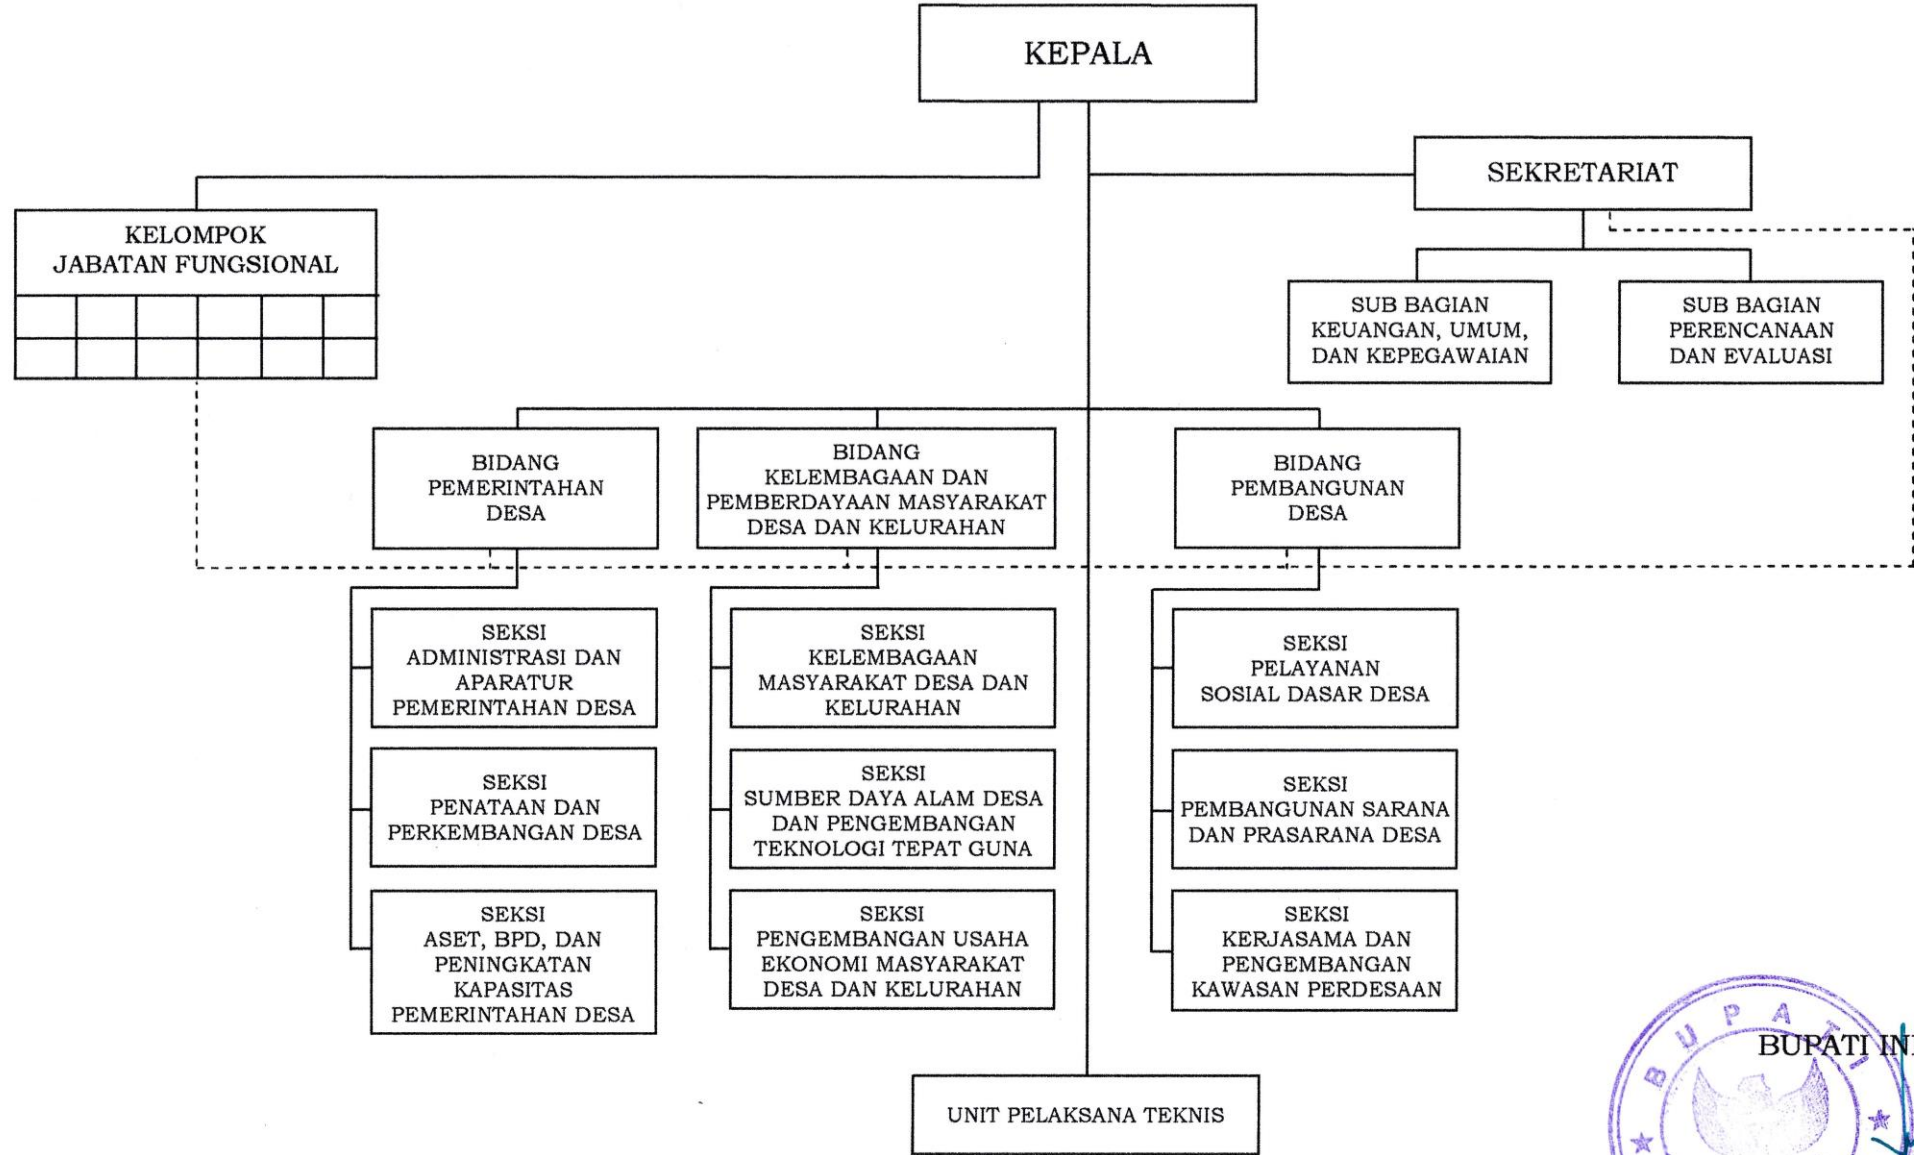 KEPALA
SEKRETARIAT
KELOMPOK
JABATAN FUNGSIONAL
SUB BAGIAN
KEUANGAN, UMUM,
DAN KEPEGAWAIAN
SUB BAGIAN
PERENCANAAN
DAN EVALUASI
BIDANG
PEMERINTAHAN
DESA
BIDANG
KELEMBAGAAN DAN
PEMBERDAYAAN MASYARAKAT
DESA DAN KELURAHAN
BIDANG
PEMBANGUNAN
DESA
SEKSI
ADMINISTRASI DAN
APARATUR
PEMERINTAHAN DESA
SEKSI
PENATAAN DAN
PERKEMBANGAN DESA
SEKSI
ASET, BPD, DAN
PENINGKATAN
KAPASITAS
PEMERINTAHAN DESA
SEKSI
KELEMBAGAAN
MASYARAKAT DESA DAN
KELURAHAN
SEKSI
SUMBER DAYA ALAM DESA
DAN PENGEMBANGAN
TEKNOLOGI TEPAT GUNA
SEKSI
PENGEMBANGAN USAHA
EKONOMI MASYARAKAT
DESA DAN KELURAHAN
SEKSI
PELAYANAN
SOSIAL DASAR DESA
SEKSI
PEMBANGUNAN SARANA
DAN PRASARANA DESA
SEKSI
KERJASAMA DAN
PENGEMBANGAN
KAWASAN PERDESAAN
UNIT PELAKSANA TEKNIS
BUPATI
BUPATI